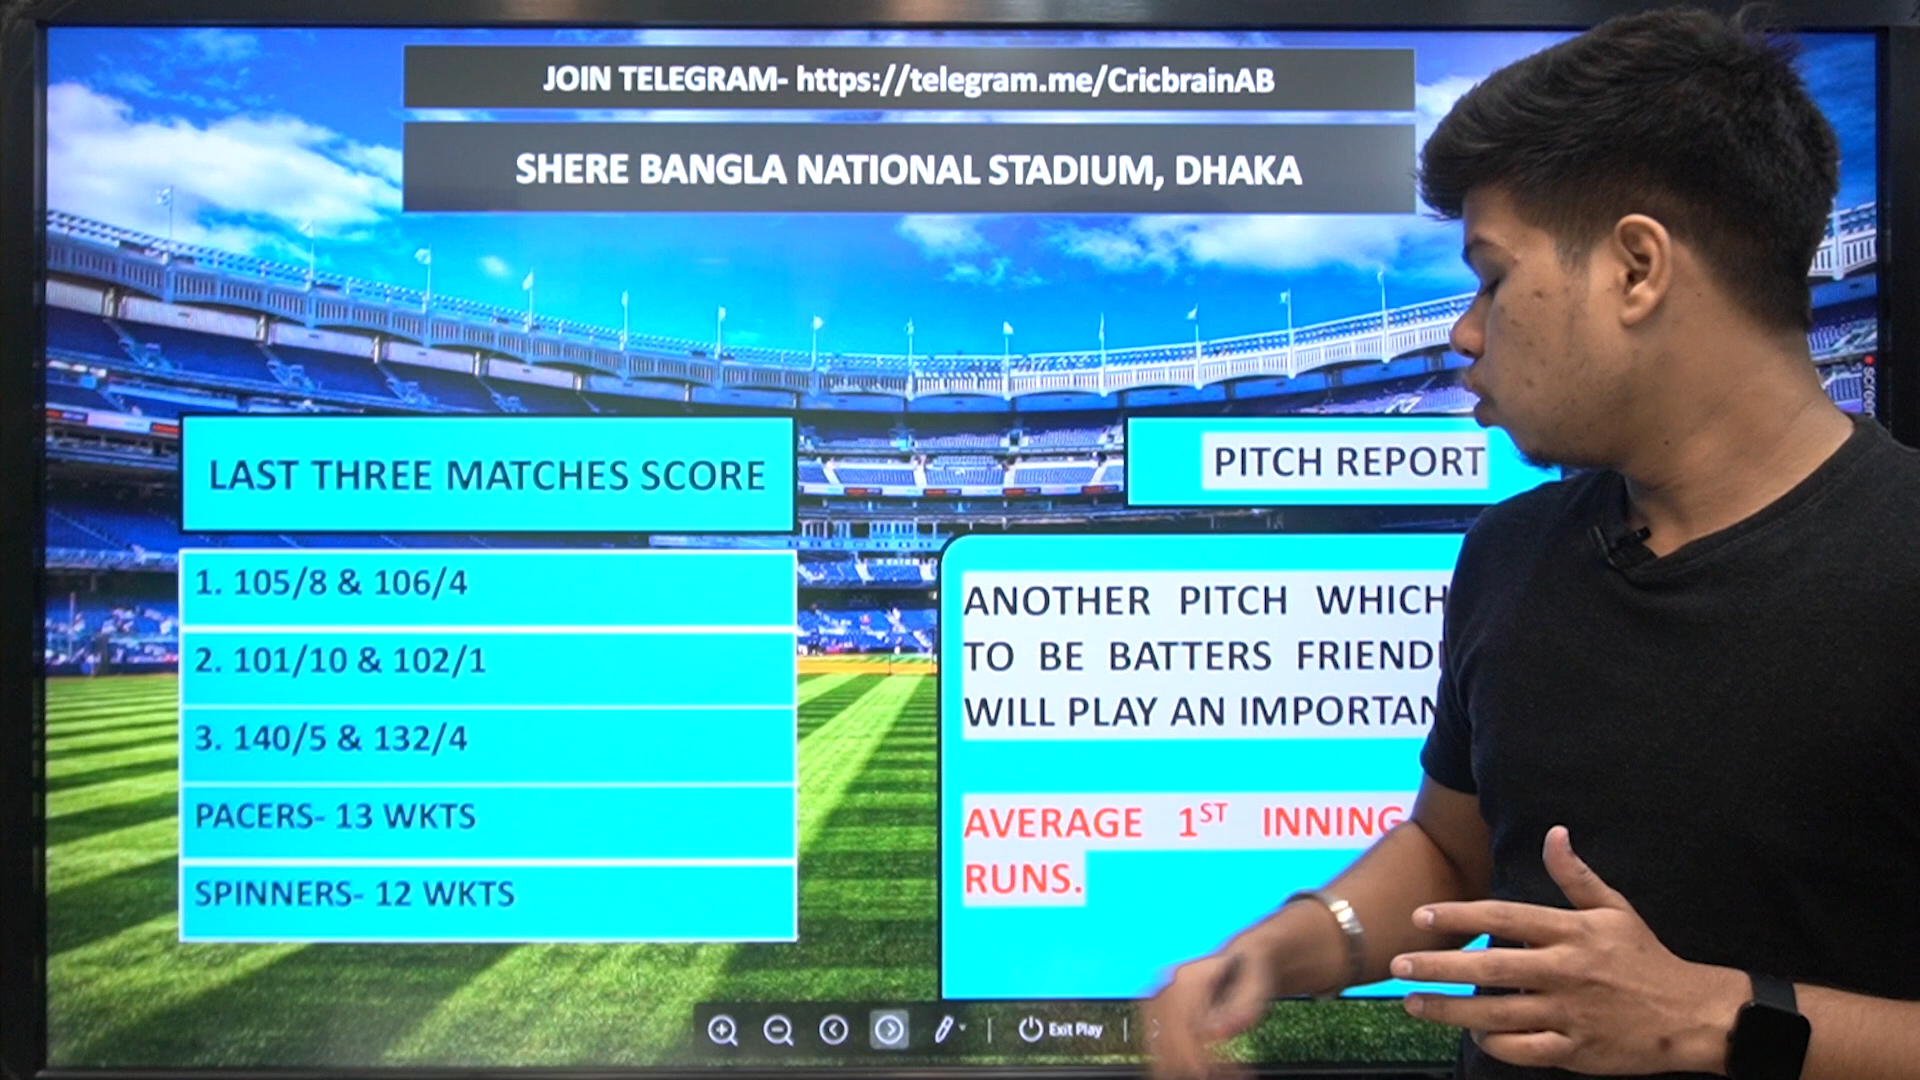 JOIN TELEGRAM- https://telegram.me/CricbrainAB
SHERE BANGLA NATIONAL STADIUM, DHAKA
LAST THREE MATCHES SCORE
1. 105/8 & 106/4
2. 101/10 & 102/1
3. 140/5 & 132/4
PACERS- 13 WKTS
SPINNERS- 12 WKTS
PITCH REPORT
ANOTHER PITCH WHICH
TO BE BATTERS
WILL PLAY AN
AVERAGE 1ST
RUNS.
Exit Play